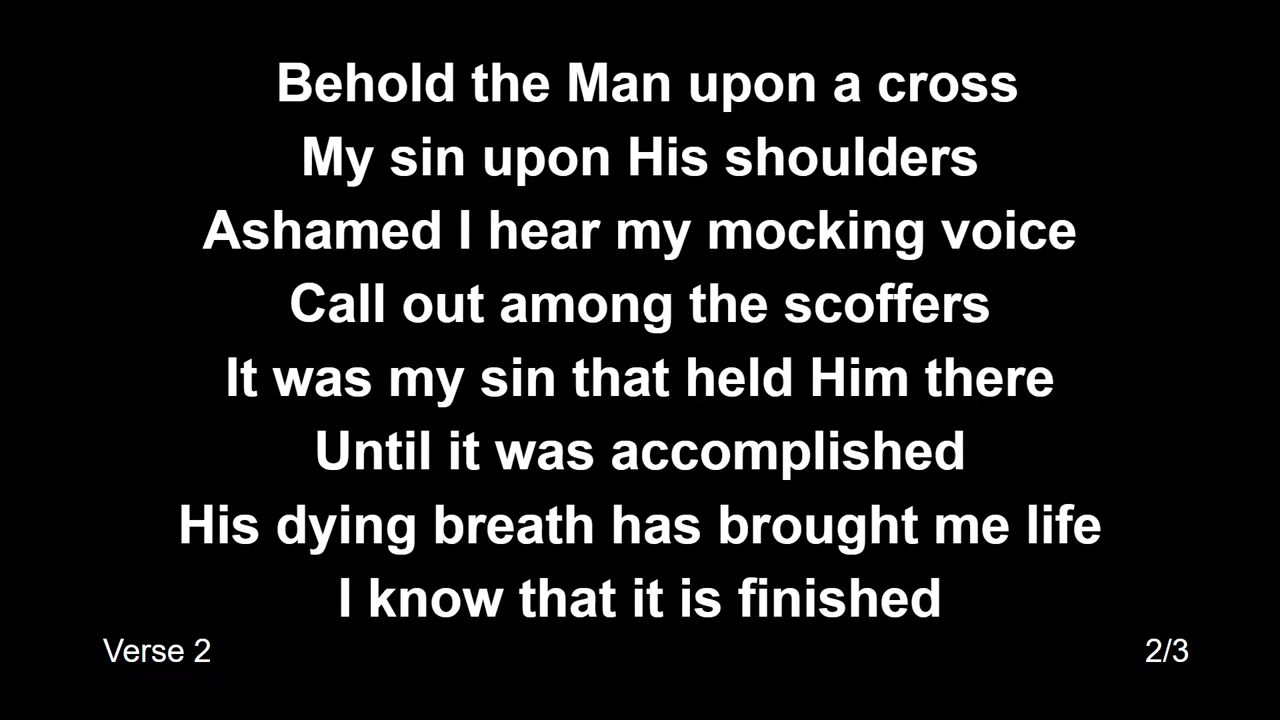 Behold the Man upon a cross
My sin upon His shoulders
Ashamed I hear my mocking voice
Call out among the scoffers
It was my sin that held Him there
Until it was accomplished
His dying breath has brought me life
I know that it is finished
Verse 2
2/3